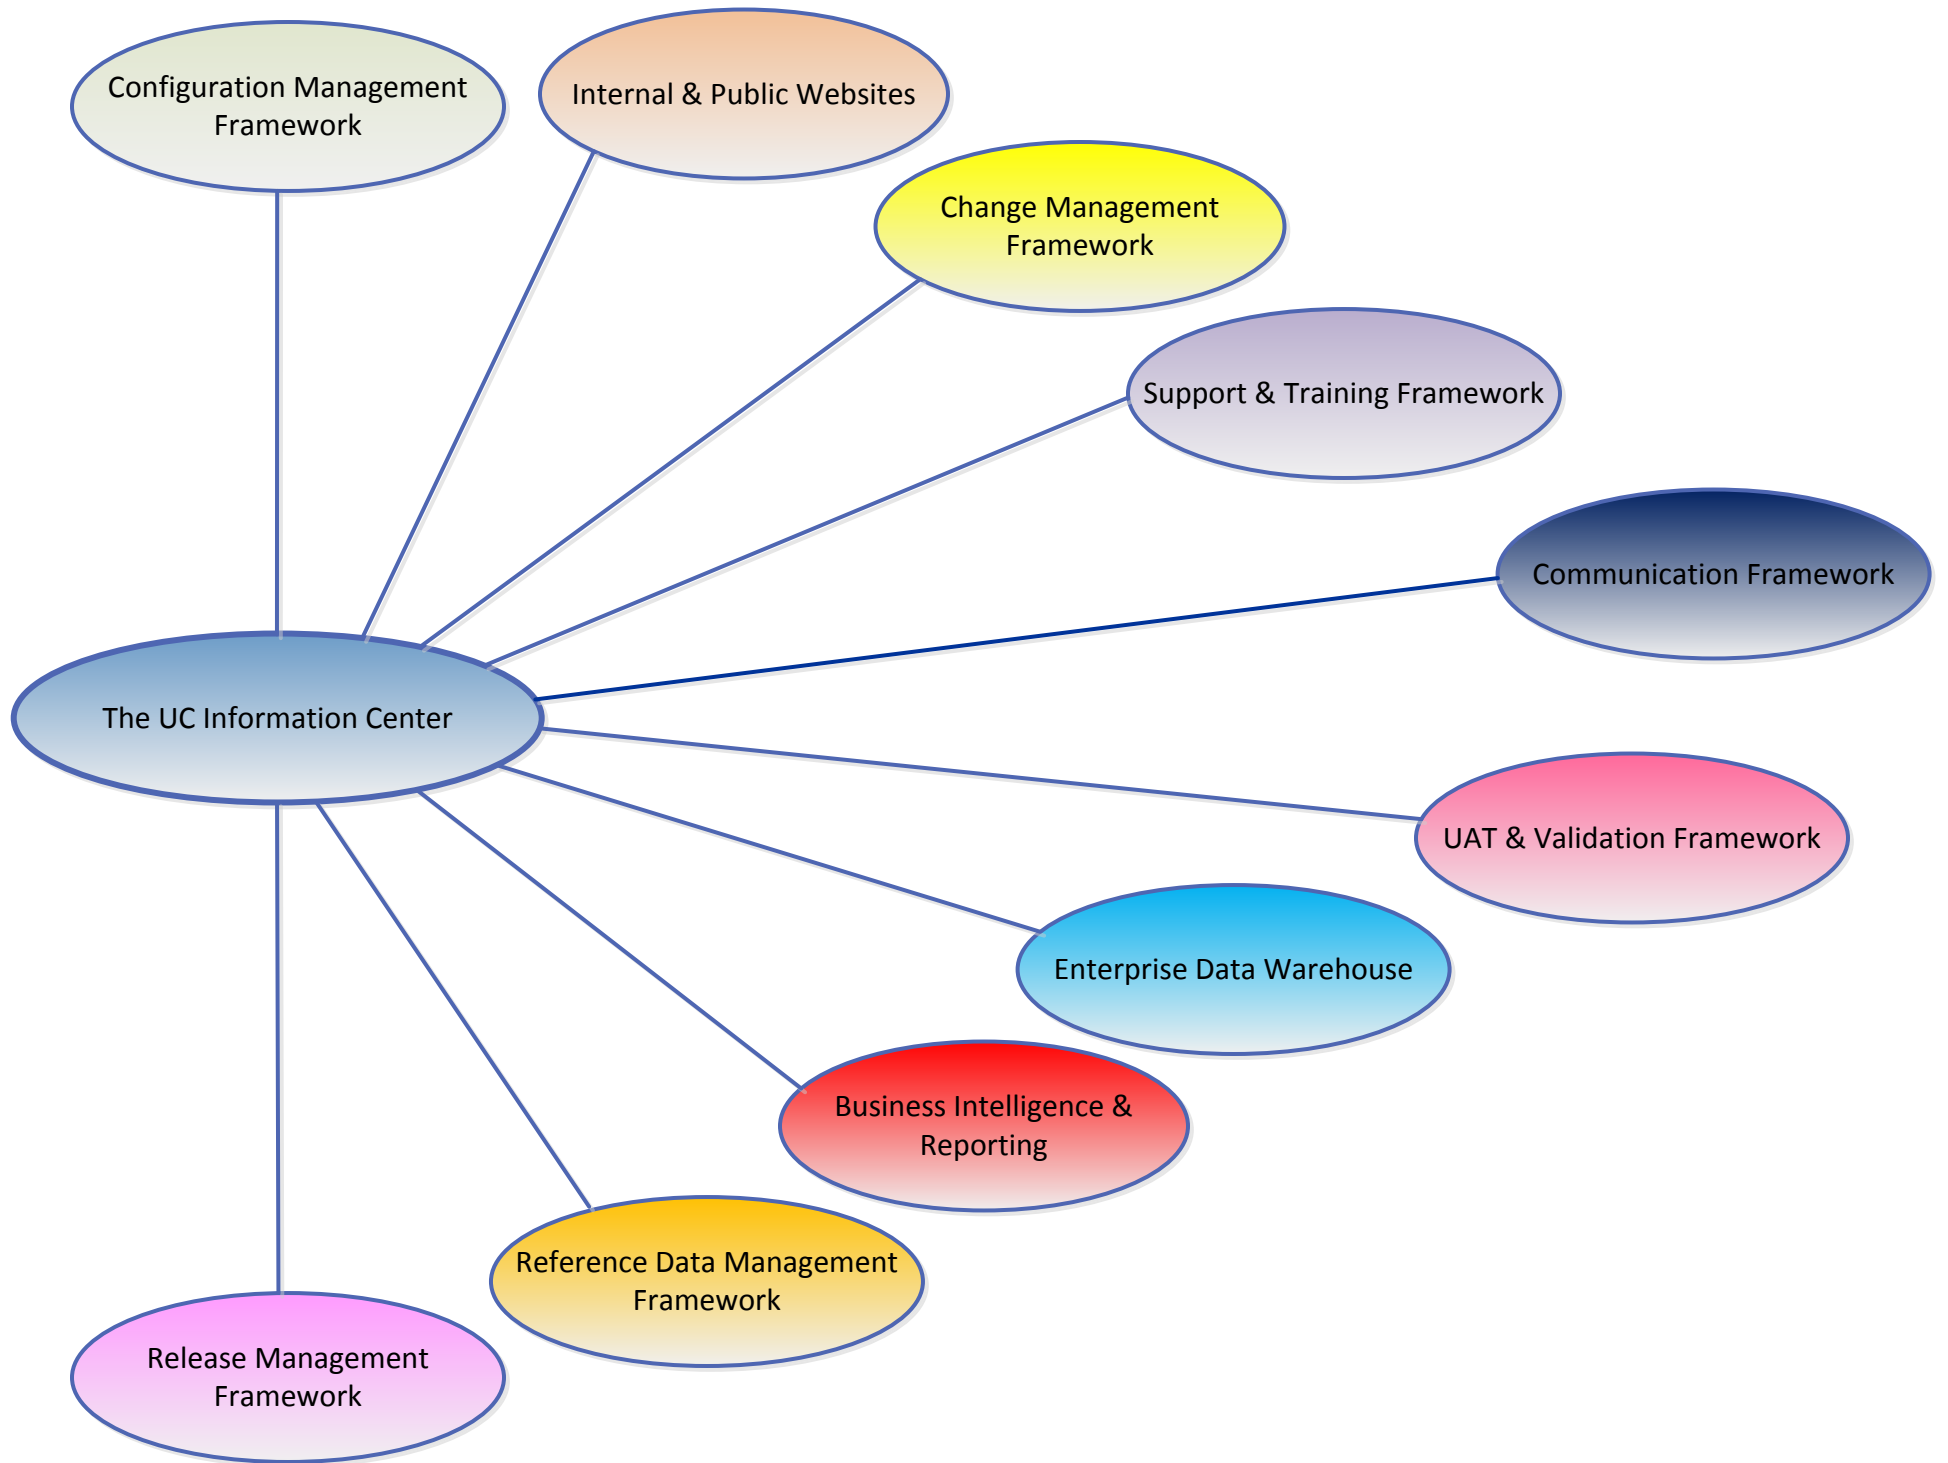 Configuration Management
Framework
Internal & Public Websites
Change Management
Framework
Support & Training Framework
Communication Framework
The UC Information Center
UAT & Validation Framework
Enterprise Data Warehouse
Business Intelligence &
Reporting
Reference Data Management
Framework
Release Management
Framework